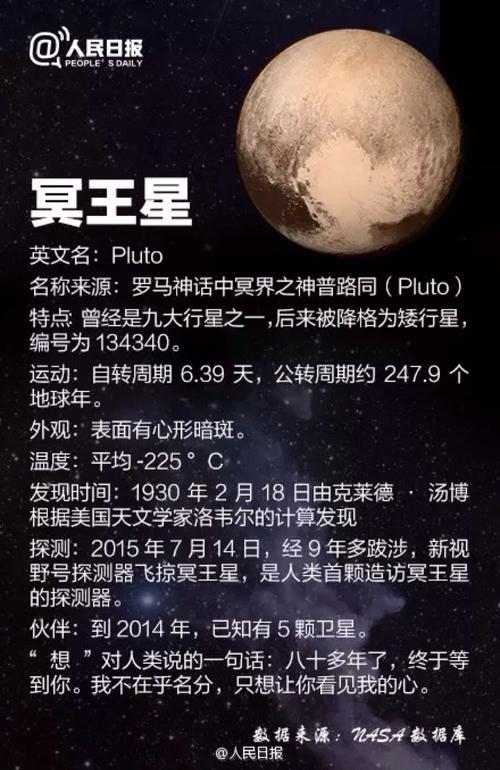 @人民日报
PEOPLE'S DAILY
冥王星
英文名：Pluto
名称来源：罗马神话中冥界之神普路同（Pluto）
特点：曾经是九大行星之一,后来被降格为矮行星,
编号为134340。
运动：自转周期 6.39 天，公转周期约 247.9 个
地球年。
外观：表面有心形暗斑。
温度：平均 -225 °C
发现时间：1930 年 2 月 18 日由克莱德 · 汤博
根据美国天文学家洛韦尔的计算发现
探测：2015 年 7 月 14 日，经 9 年多跋涉，新视
野号探测器飞掠冥王星，是人类首颗造访冥王星
的探测器。
伙伴：到 2014 年，已知有 5 颗卫星。
“ 想 ”对人类说的一句话：八十多年了，终于等
到你。我不在乎名分，只想让你看见我的心。
数据来源：NASA 数据库
@人民日报